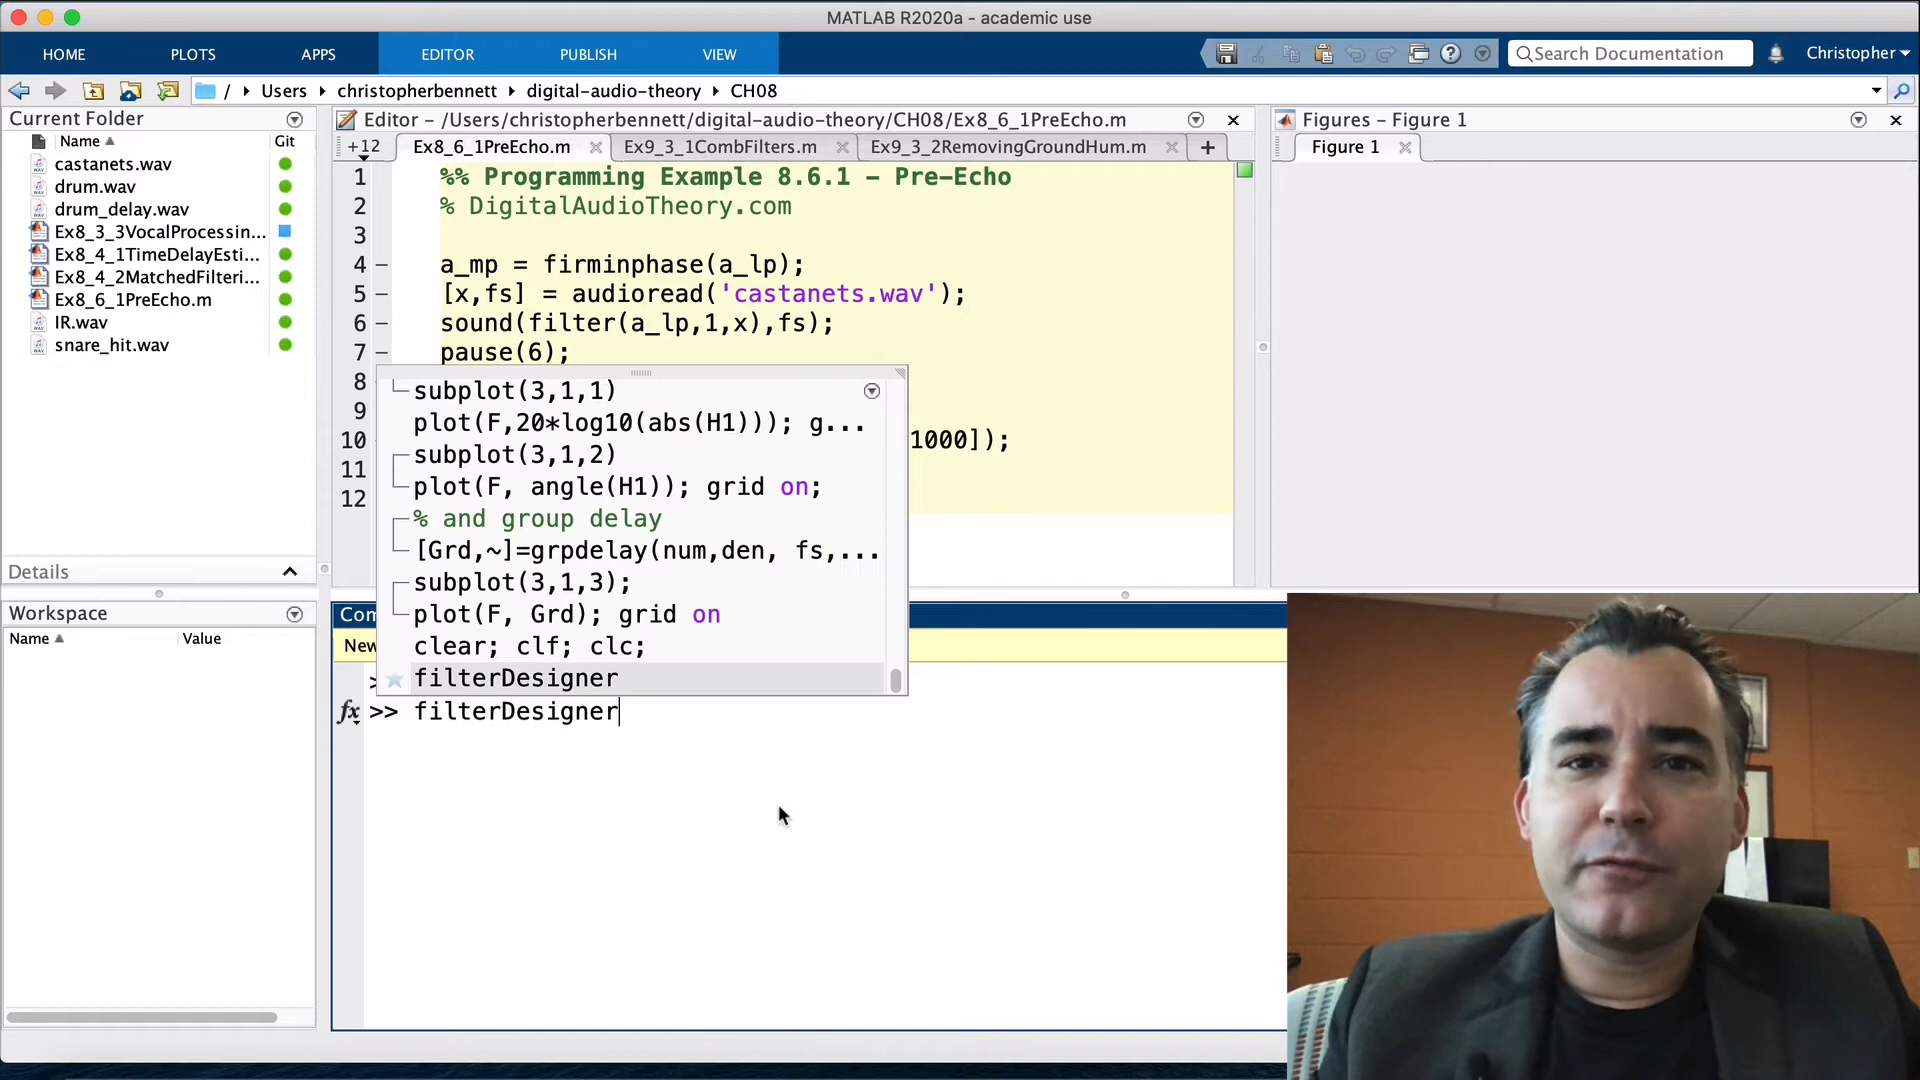 MATLAB R2020a - academic use
HOME PLOTS APPS EDITOR PUBLISH VIEW Search Documentation Christopher
/ Users christopherbennett digital-audio-theory CH08
Current Folder
Name Git
castanets.wav
drum.wav
drum_delay.wav
Ex8_3_3VocalProcessin...
Ex8_4_1TimeDelayEsti...
Ex8_4_2MatchedFilteri...
Ex8_6_1PreEcho.m
IR.wav
snare_hit.wav
Details
Workspace
Name Value
Editor - /Users/christopherbennett/digital-audio-theory/CH08/Ex8_6_1PreEcho.m
+12 Ex8_6_1PreEcho.m Ex9_3_1CombFilters.m Ex9_3_2RemovingGroundHum.m +
1 %% Programming Example 8.6.1 - Pre-Echo
2 % DigitalAudioTheory.com
3
4 - a_mp = firminphase(a_lp);
5 - [x,fs] = audioread('castanets.wav');
6 - sound(filter(a_lp,1,x),fs);
7 - pause(6);
8
9
10 1000]);
11
12
subplot(3,1,1)
plot(F,20*log10(abs(H1))); g...
subplot(3,1,2)
plot(F, angle(H1)); grid on;
% and group delay
[Grd,~]=grpdelay(num,den, fs,...
subplot(3,1,3);
plot(F, Grd); grid on
clear; clf; clc;
filterDesigner
Com
New
fx >> filterDesigner
Figures - Figure 1
Figure 1